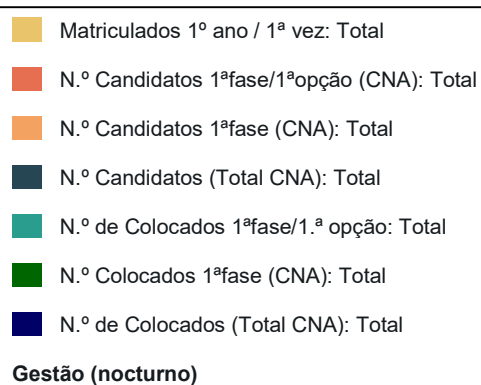 Matriculados 1º ano / 1ª vez: Total
N.º Candidatos 1ªfase/1ªopção (CNA): Total
N.º Candidatos 1ªfase (CNA): Total
N.º Candidatos (Total CNA): Total
N.º de Colocados 1ªfase/1.ª opção: Total
N.º Colocados 1ªfase (CNA): Total
N.º de Colocados (Total CNA): Total
Gestão (nocturno)